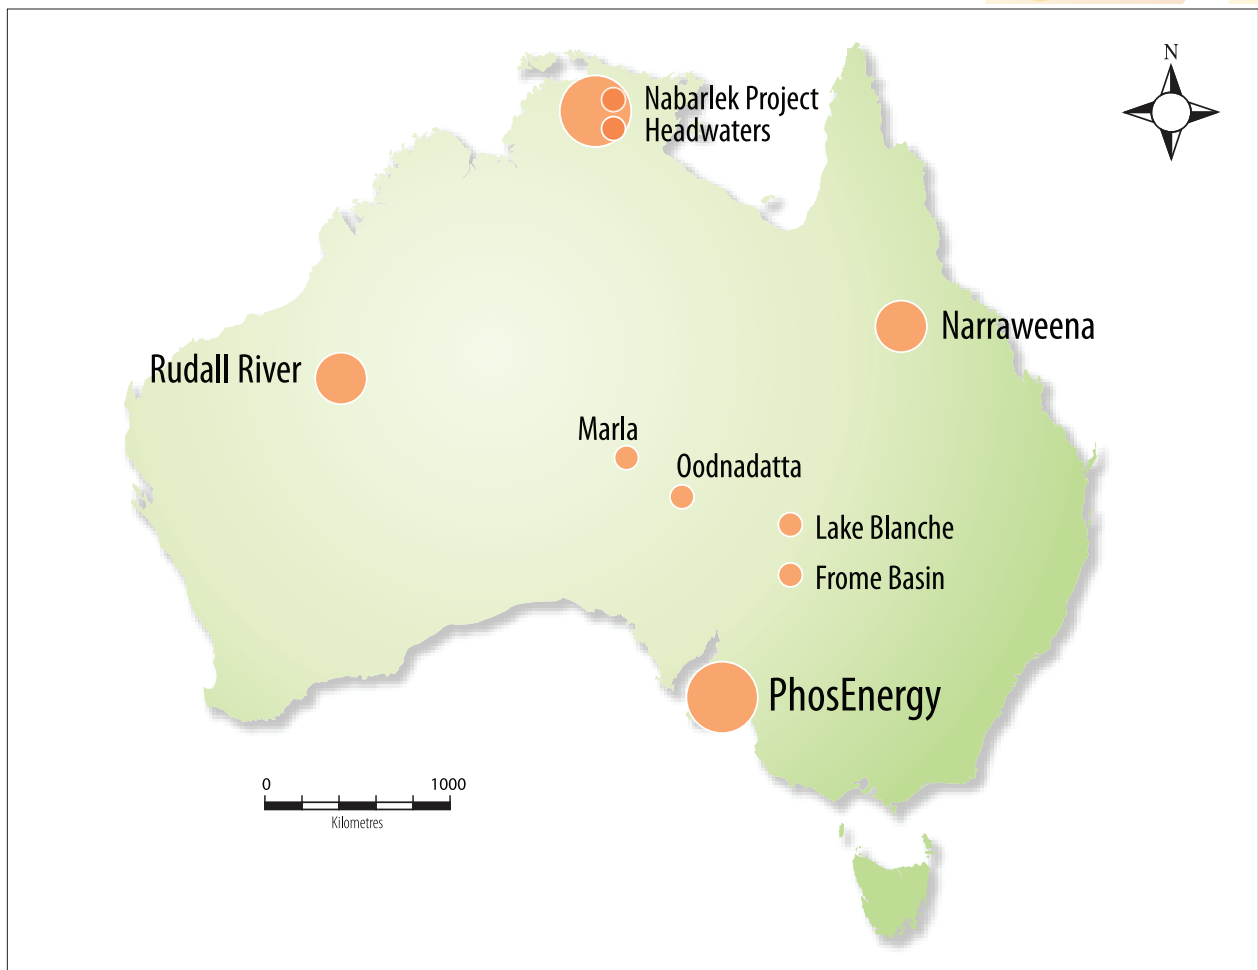 N
Nabarlek Project
Headwaters
Narraweena
Rudall River
Marla
Oodnadatta
Lake Blanche
Frome Basin
PhosEnergy
0 1000
Kilometres